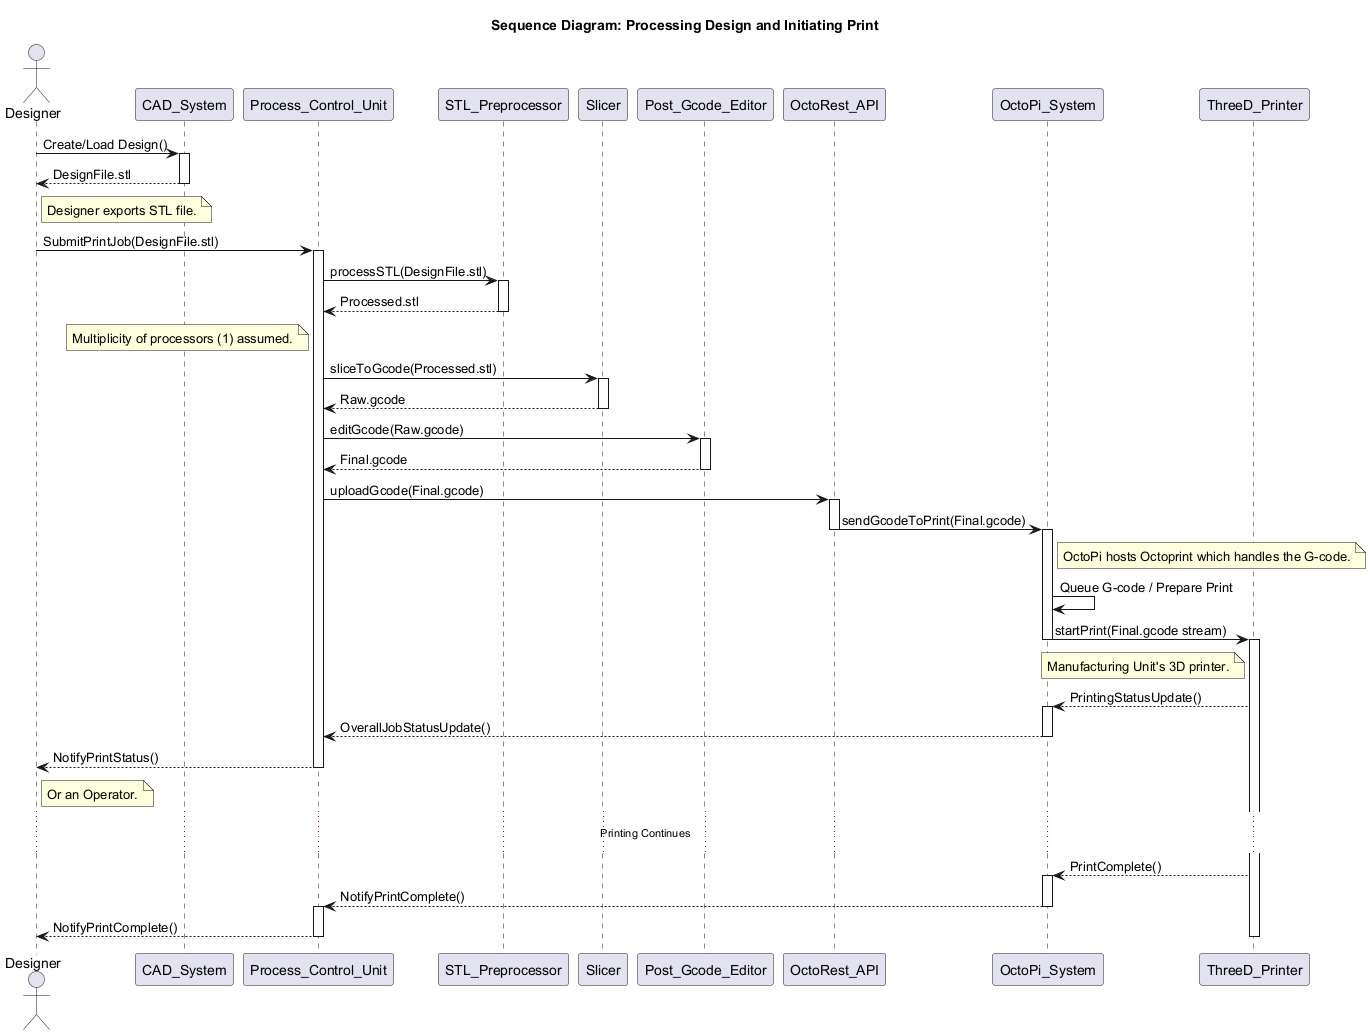 Sequence Diagram: Processing Design and Initiating Print
Designer
CAD_System
Process_Control_Unit
STL_Preprocessor
Slicer
Post_Gcode_Editor
OctoRest_API
OctoPi_System
ThreeD_Printer
Create/Load Design()
DesignFile.stl
Designer exports STL file.
SubmitPrintJob(DesignFile.stl)
processSTL(DesignFile.stl)
Processed.stl
Multiplicity of processors (1) assumed.
sliceToGcode(Processed.stl)
Raw.gcode
editGcode(Raw.gcode)
Final.gcode
uploadGcode(Final.gcode)
sendGcodeToPrint(Final.gcode)
OctoPi hosts Octoprint which handles the G-code.
Queue G-code / Prepare Print
startPrint(Final.gcode stream)
Manufacturing Unit's 3D printer.
PrintingStatusUpdate()
OverallJobStatusUpdate()
NotifyPrintStatus()
Or an Operator.
Printing Continues
PrintComplete()
NotifyPrintComplete()
NotifyPrintComplete()
Designer
CAD_System
Process_Control_Unit
STL_Preprocessor
Slicer
Post_Gcode_Editor
OctoRest_API
OctoPi_System
ThreeD_Printer